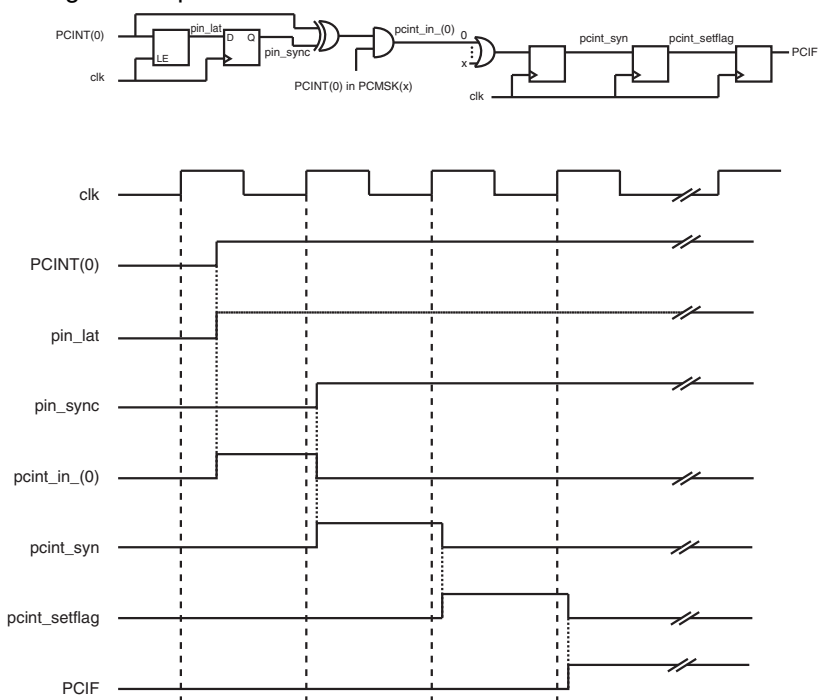 PCINT(0)
pin_lat
D Q
LE
pin_sync
clk
pcint_in_(0)
0
x
PCINT(0) in PCMSK(x)
clk
pcint_syn
pcint_setflag
PCIF
clk
PCINT(0)
pin_lat
pin_sync
pcint_in_(0)
pcint_syn
pcint_setflag
PCIF